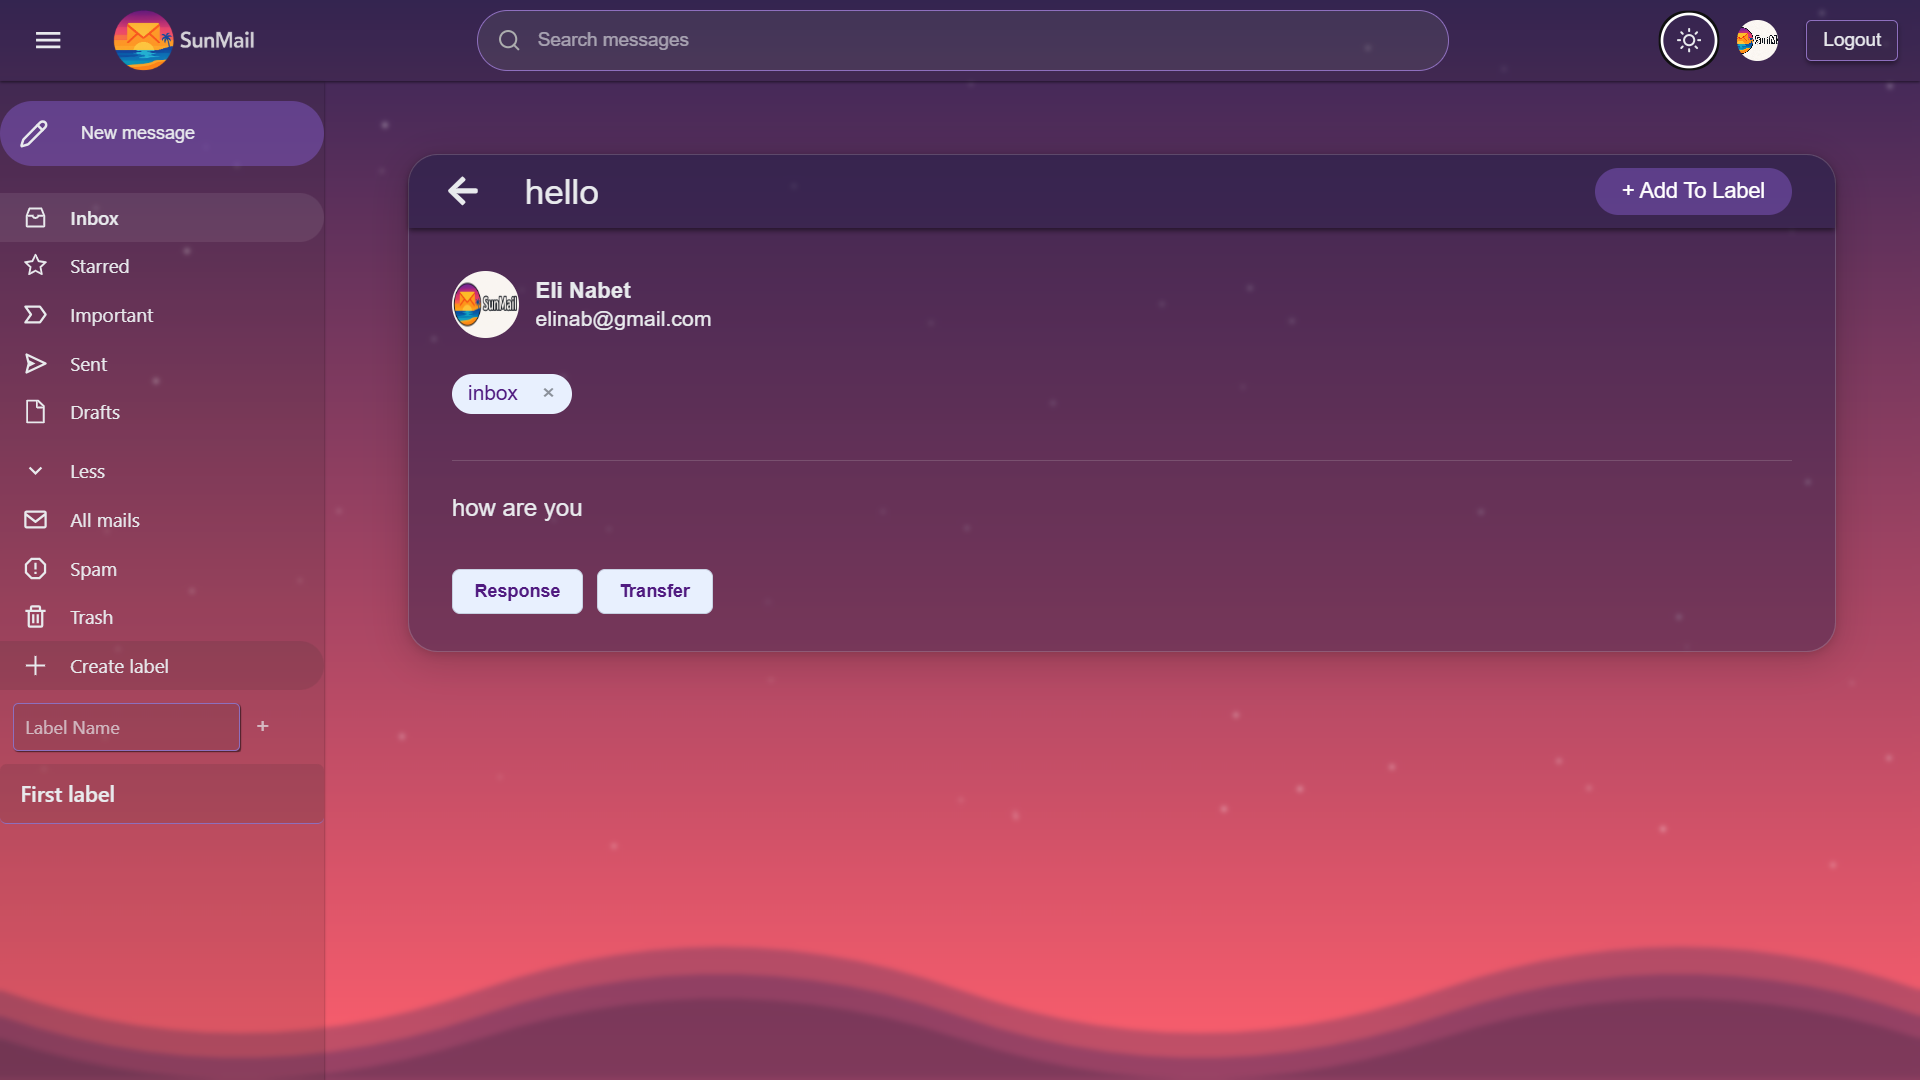 SunMail
Search messages
SunMail
Logout
New message
Inbox
Starred
Important
Sent
Drafts
Less
All mails
Spam
Trash
Create label
Label Name
+
First label
hello
+ Add To Label
SunMail
Eli Nabet
elinab@gmail.com
inbox ×
how are you
Response
Transfer